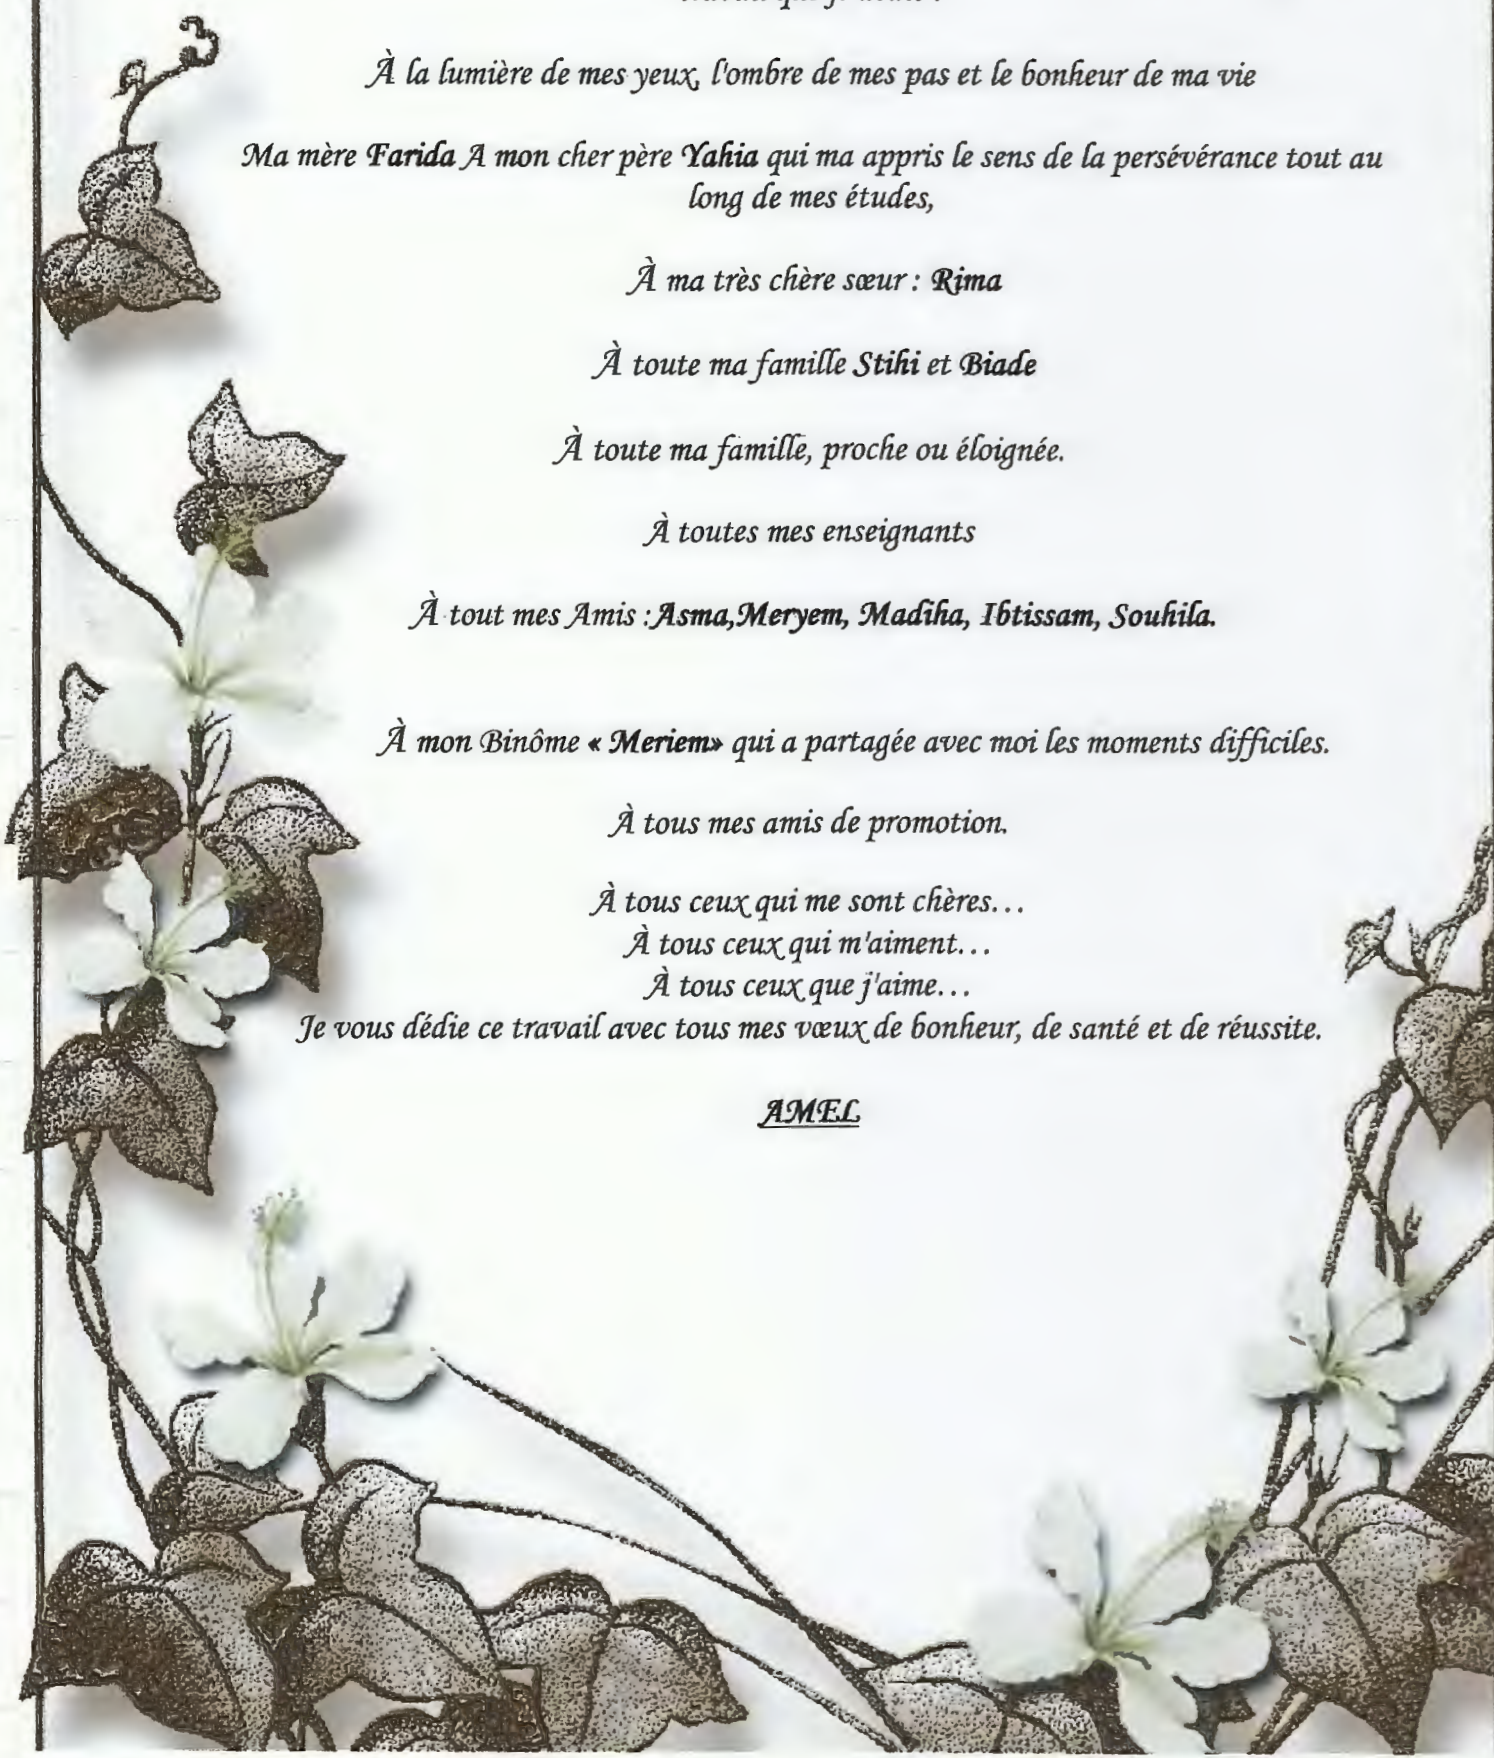 À la lumière de mes yeux, l'ombre de mes pas et le bonheur de ma vie
Ma mère Farida A mon cher père Yahia qui ma appris le sens de la persévérance tout au
long de mes études,
À ma très chère sœur : Rima
À toute ma famille Stihi et Biade
À toute ma famille, proche ou éloignée.
À toutes mes enseignants
À tout mes Amis :Asma,Meryem, Madiha, Ibtissam, Souhila.
À mon Binôme « Meriem» qui a partagée avec moi les moments difficiles.
À tous mes amis de promotion.
À tous ceux qui me sont chères…
À tous ceux qui m'aiment…
À tous ceux que j'aime…
Je vous dédie ce travail avec tous mes vœux de bonheur, de santé et de réussite.
AMEL